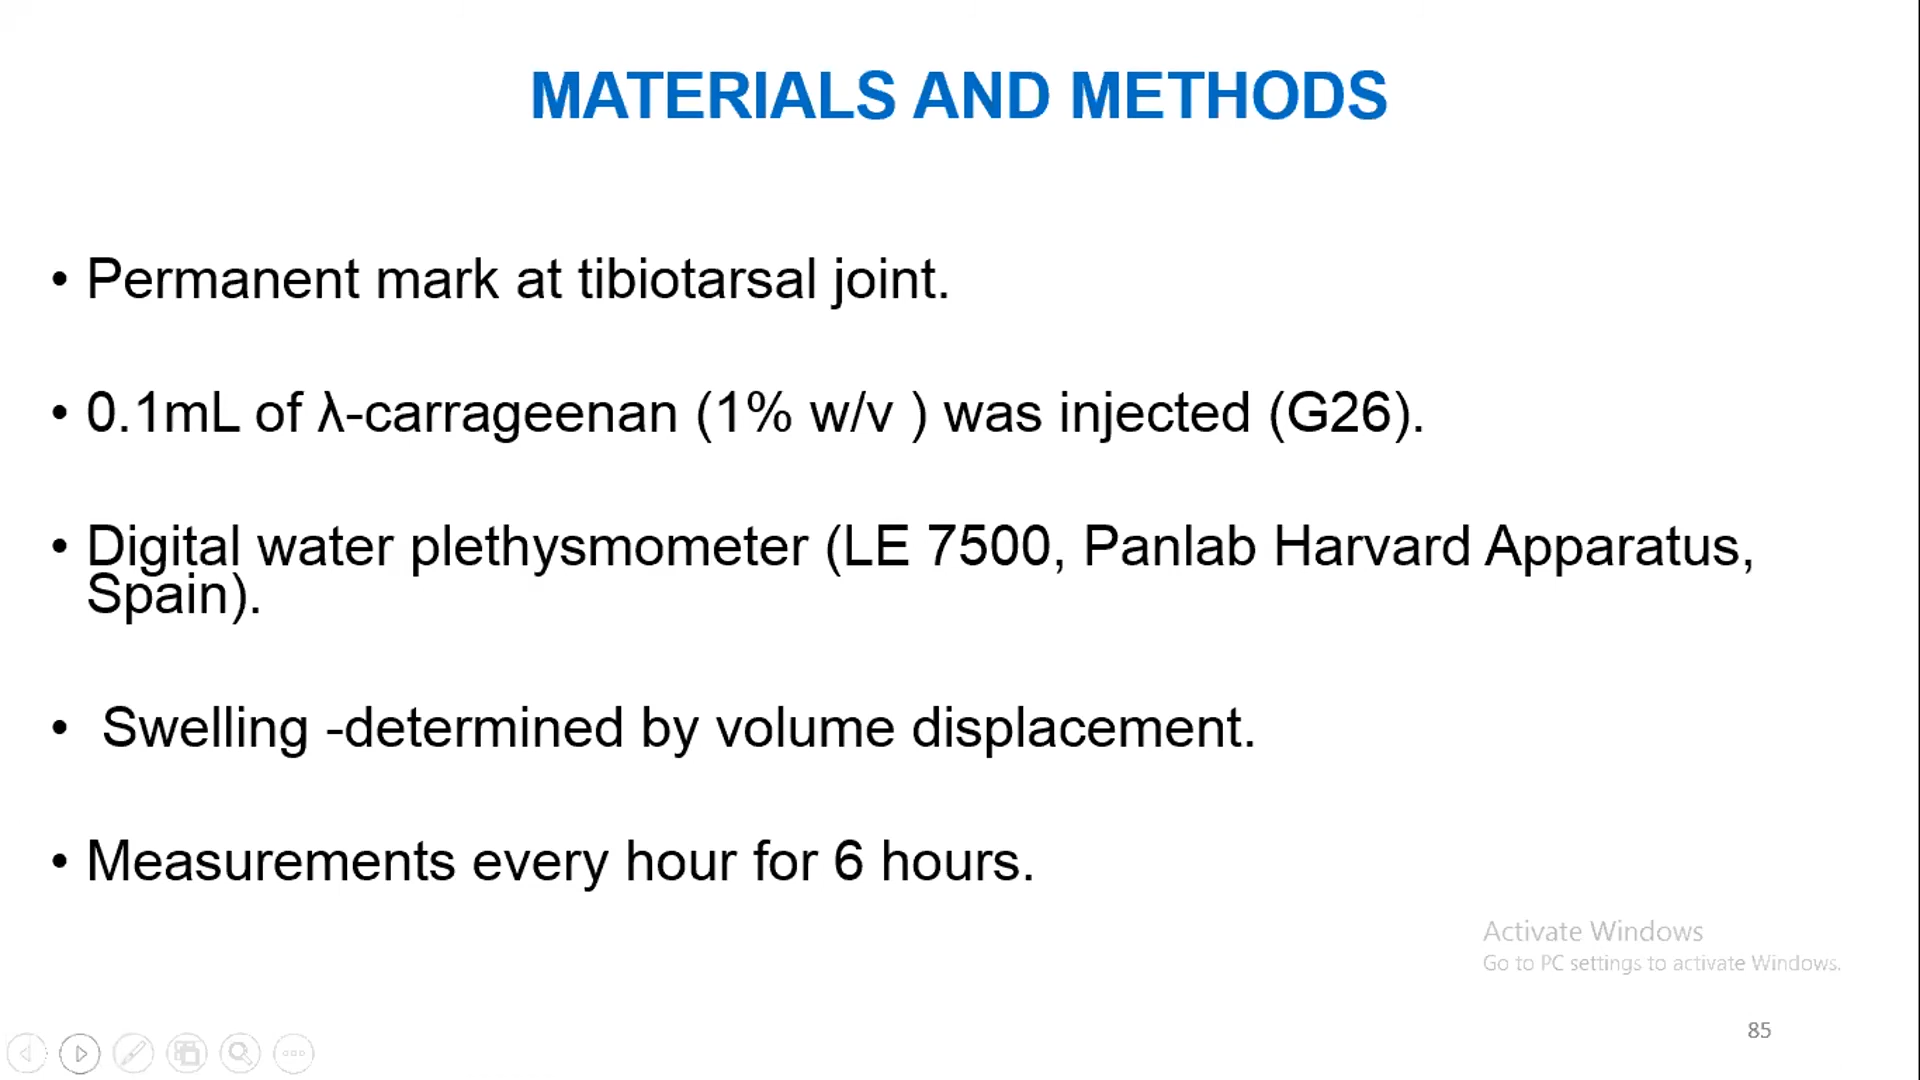 MATERIALS AND METHODS
• Permanent mark at tibiotarsal joint.
• 0.1mL of λ-carrageenan (1% w/v ) was injected (G26).
• Digital water plethysmometer (LE 7500, Panlab Harvard Apparatus,
Spain).
• Swelling -determined by volume displacement.
• Measurements every hour for 6 hours.
Activate Windows
Go to PC settings to activate Windows.
85